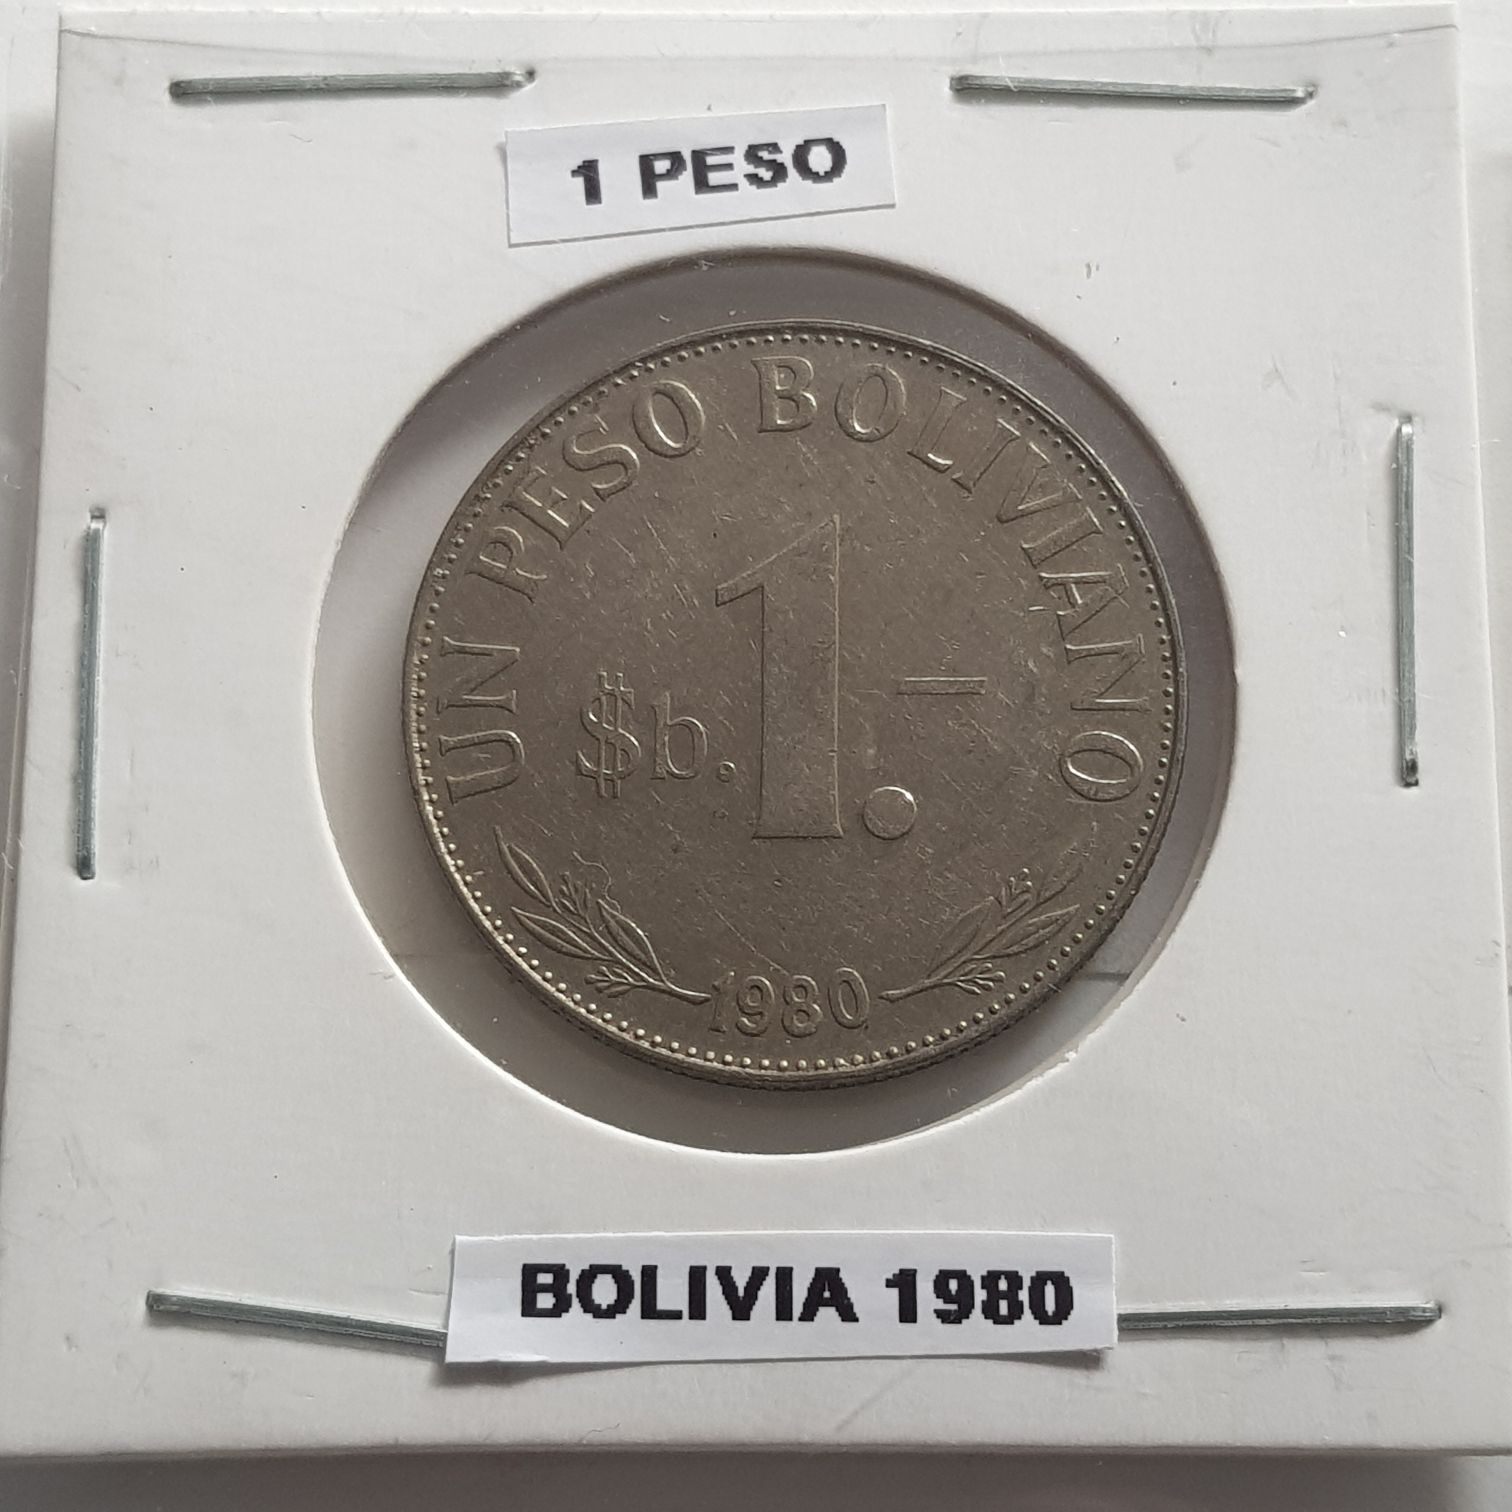 1 PESO
UN PESO BOLIVIANO
$b. 1.-
1980
BOLIVIA 1980